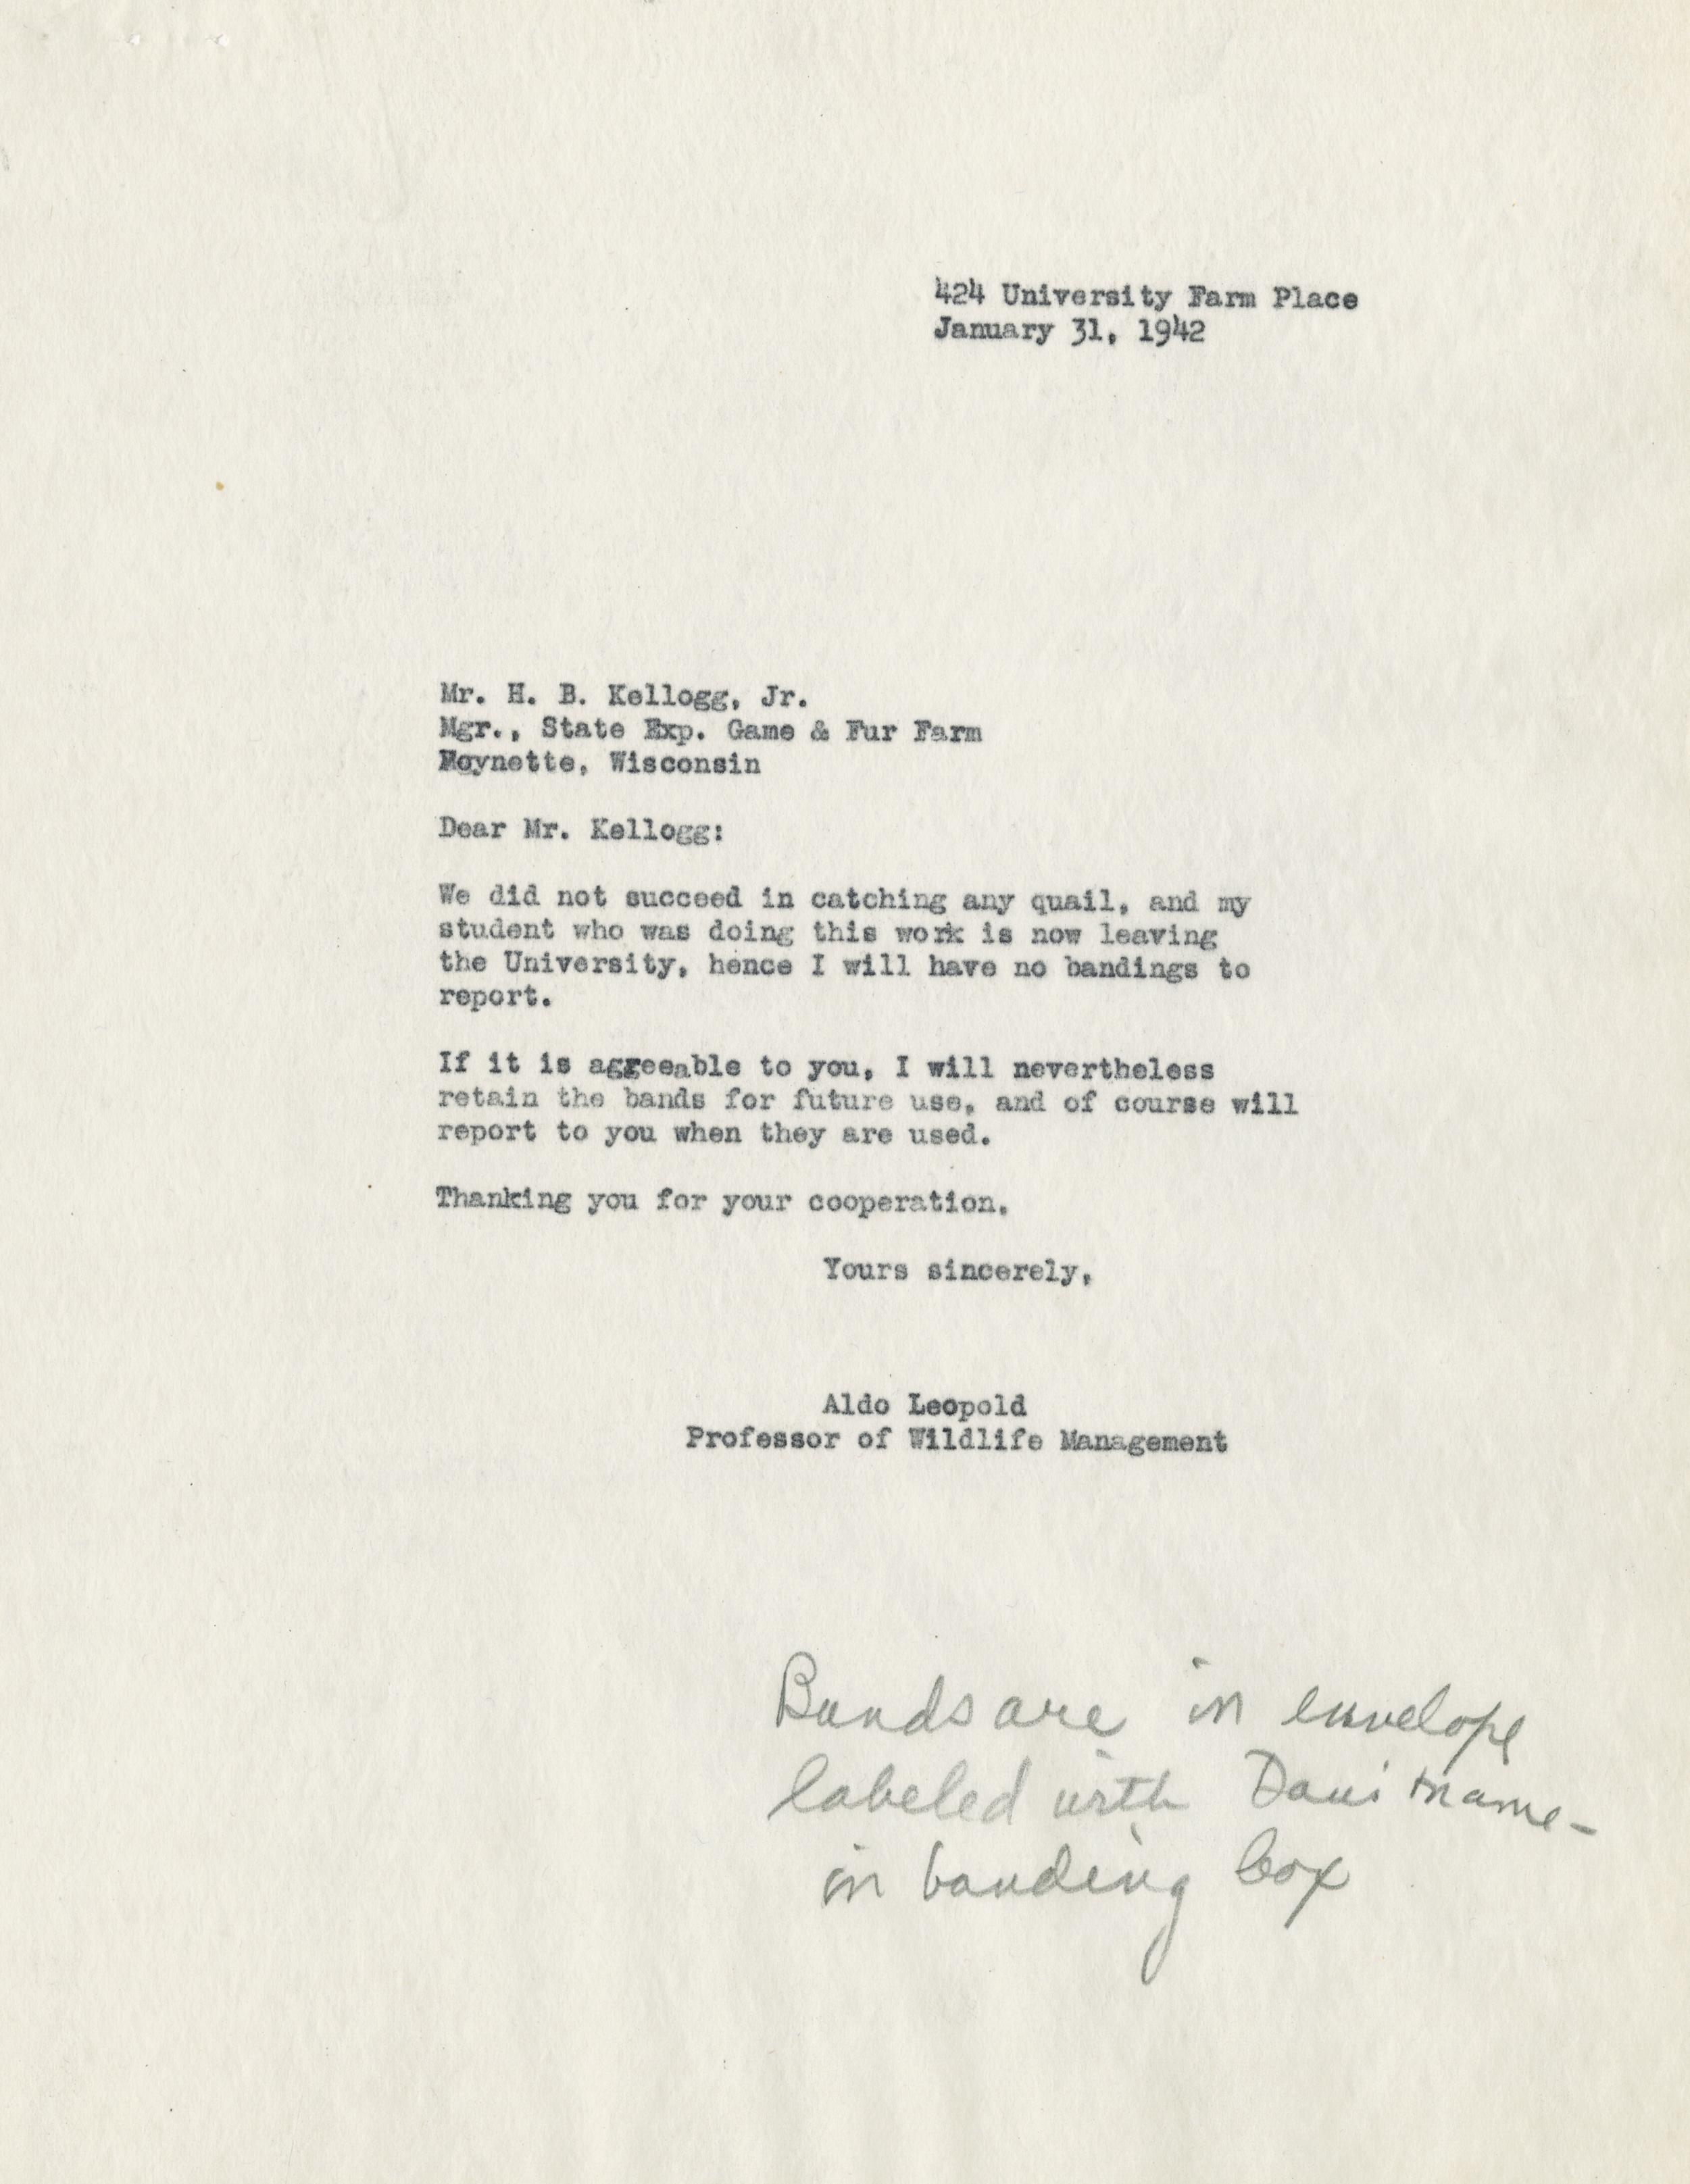 424 University Farm Place
January 31, 1942
Mr. H. B. Kellogg, Jr.
Mgr., State Exp. Game & Fur Farm
Poynette, Wisconsin
Dear Mr. Kellogg:
We did not succeed in catching any quail, and my
student who was doing this work is now leaving
the University, hence I will have no bandings to
report.
If it is agreeable to you, I will nevertheless
retain the bands for future use, and of course will
report to you when they are used.
Thanking you for your cooperation,
Yours sincerely,
Aldo Leopold
Professor of Wildlife Management
Bands are in envelope
labeled with name-
in banding box